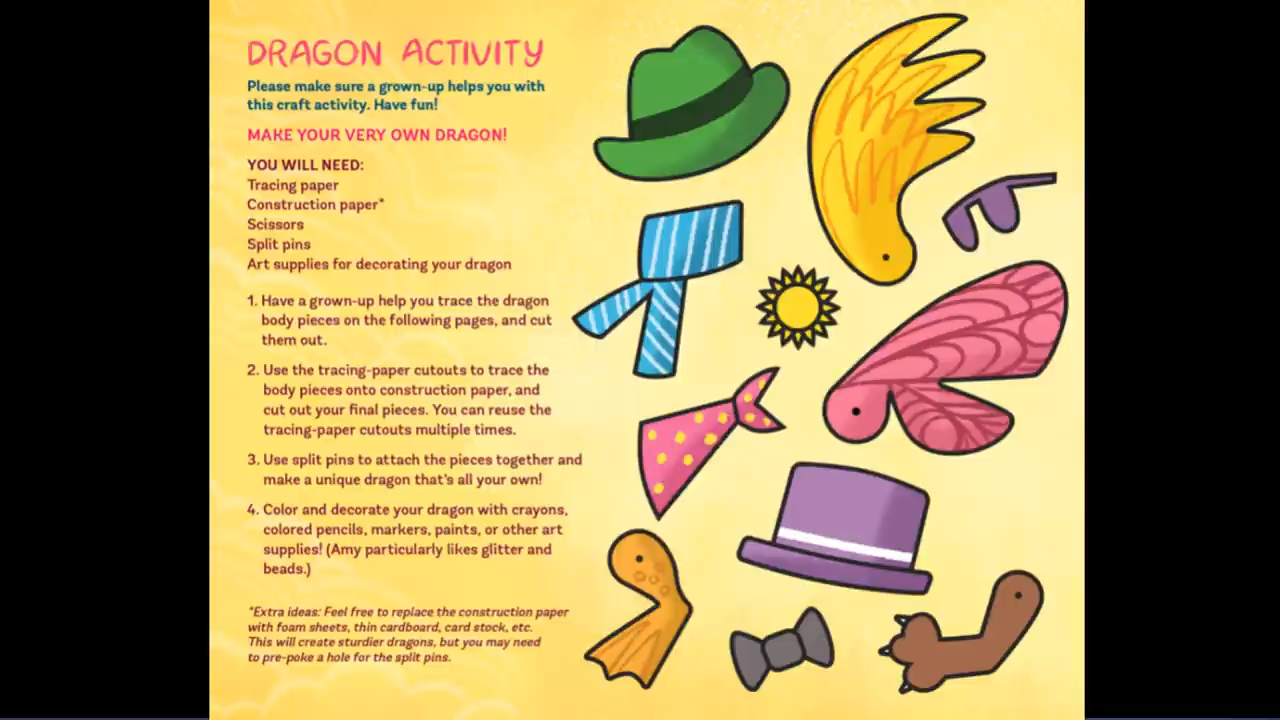 DRAGON ACTIVITY
Please make sure a grown-up helps you with
this craft activity. Have fun!
MAKE YOUR VERY OWN DRAGON!
YOU WILL NEED:
Tracing paper
Construction paper*
Scissors
Split pins
Art supplies for decorating your dragon
1. Have a grown-up help you trace the dragon
body pieces on the following pages, and cut
them out.
2. Use the tracing-paper cutouts to trace the
body pieces onto construction paper, and
cut out your final pieces. You can reuse the
tracing-paper cutouts multiple times.
3. Use split pins to attach the pieces together and
make a unique dragon that's all your own!
4. Color and decorate your dragon with crayons,
colored pencils, markers, paints, or other art
supplies! (Amy particularly likes glitter and
beads.)
*Extra ideas: Feel free to replace the construction paper
with foam sheets, thin cardboard, card stock, etc.
This will create sturdier dragons, but you may need
to pre-poke a hole for the split pins.